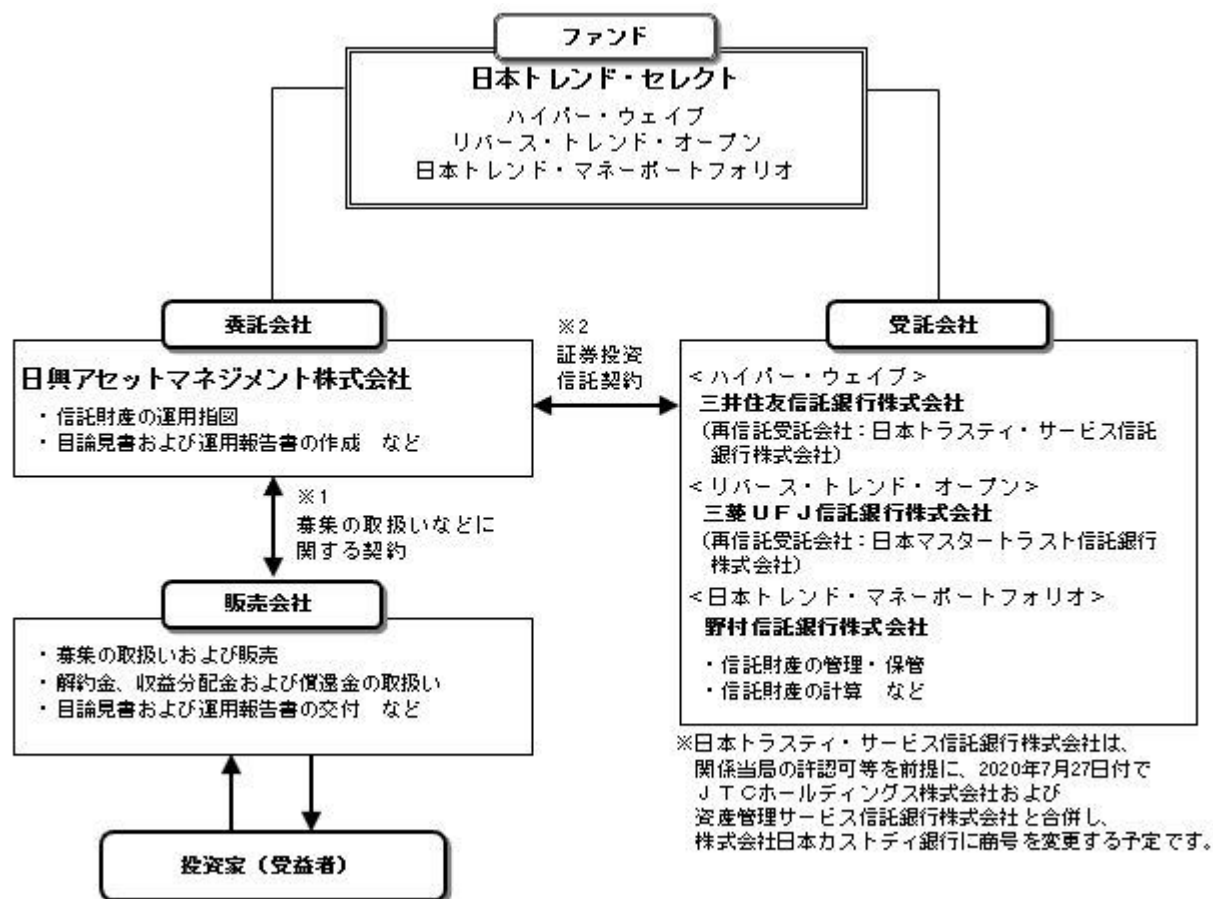 ファンド
日本トレンド・セレクト
ハイパー・ウェイブ
リバース・トレンド・オープン
日本トレンド・マネーポートフォリオ
委託会社
日興アセットマネジメント株式会社
・信託財産の運用指図
・目論見書および運用報告書の作成　など
※2
証券投資
信託契約
受託会社
＜ハイパー・ウェイブ＞
三井住友信託銀行株式会社
(再信託受託会社：日本トラスティ・サービス信託
銀行株式会社)
＜リバース・トレンド・オープン＞
三菱ＵＦＪ信託銀行株式会社
(再信託受託会社：日本マスタートラスト信託銀行
株式会社)
＜日本トレンド・マネーポートフォリオ＞
野村信託銀行株式会社
・信託財産の管理・保管
・信託財産の計算　など
※1
募集の取扱いなどに
関する契約
販売会社
・募集の取扱いおよび販売
・解約金、収益分配金および償還金の取扱い
・目論見書および運用報告書の交付　など
投資家（受益者）
※日本トラスティ・サービス信託銀行株式会社は、
関係当局の許認可等を前提に、2020年7月27日付で
ＪＴＣホールディングス株式会社および
資産管理サービス信託銀行株式会社と合併し、
株式会社日本カストディ銀行に商号を変更する予定です。